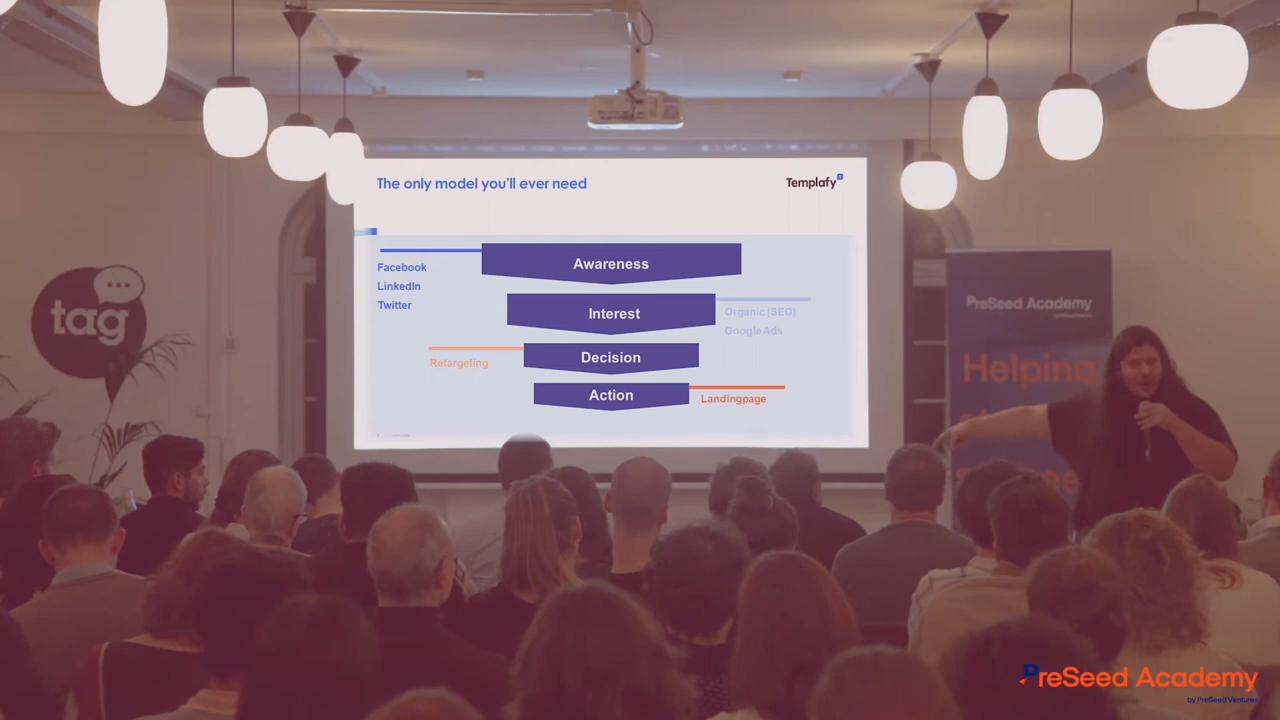 The only model you'll ever need
Templafy
Awareness
Facebook
LinkedIn
Twitter
Interest
Organic (SEO)
Google Ads
Decision
Retargeting
Action
Landingpage
tag
PreSeed Academy
Helping
PreSeed Academy
by PreSeed Ventures